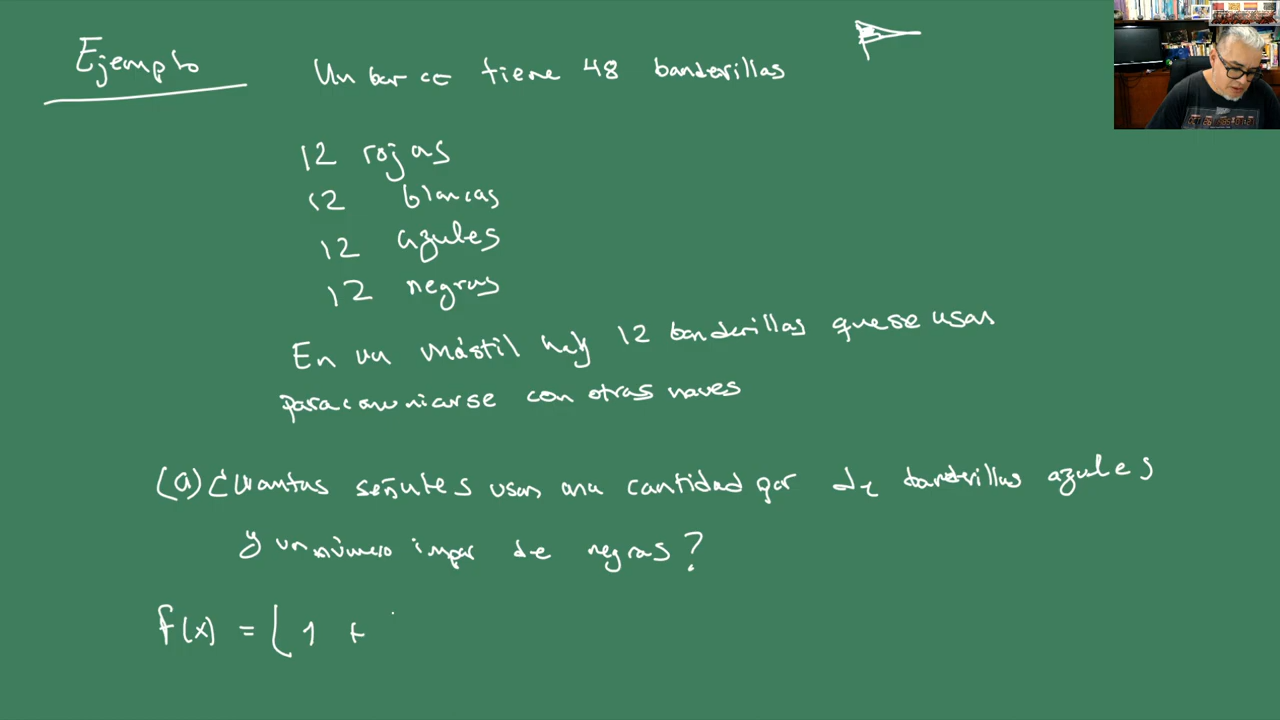 Ejemplo
Un barco tiene 48 banderillas
12 rojas
12 blancas
12 azules
12 negras
En un mástil hay 12 banderillas que se usan
para comunicarse con otras naves
(a) ¿Cuantas señales usan una cantidad par de banderillas azules
y un número impar de negras?
f(x) = ( 1 +